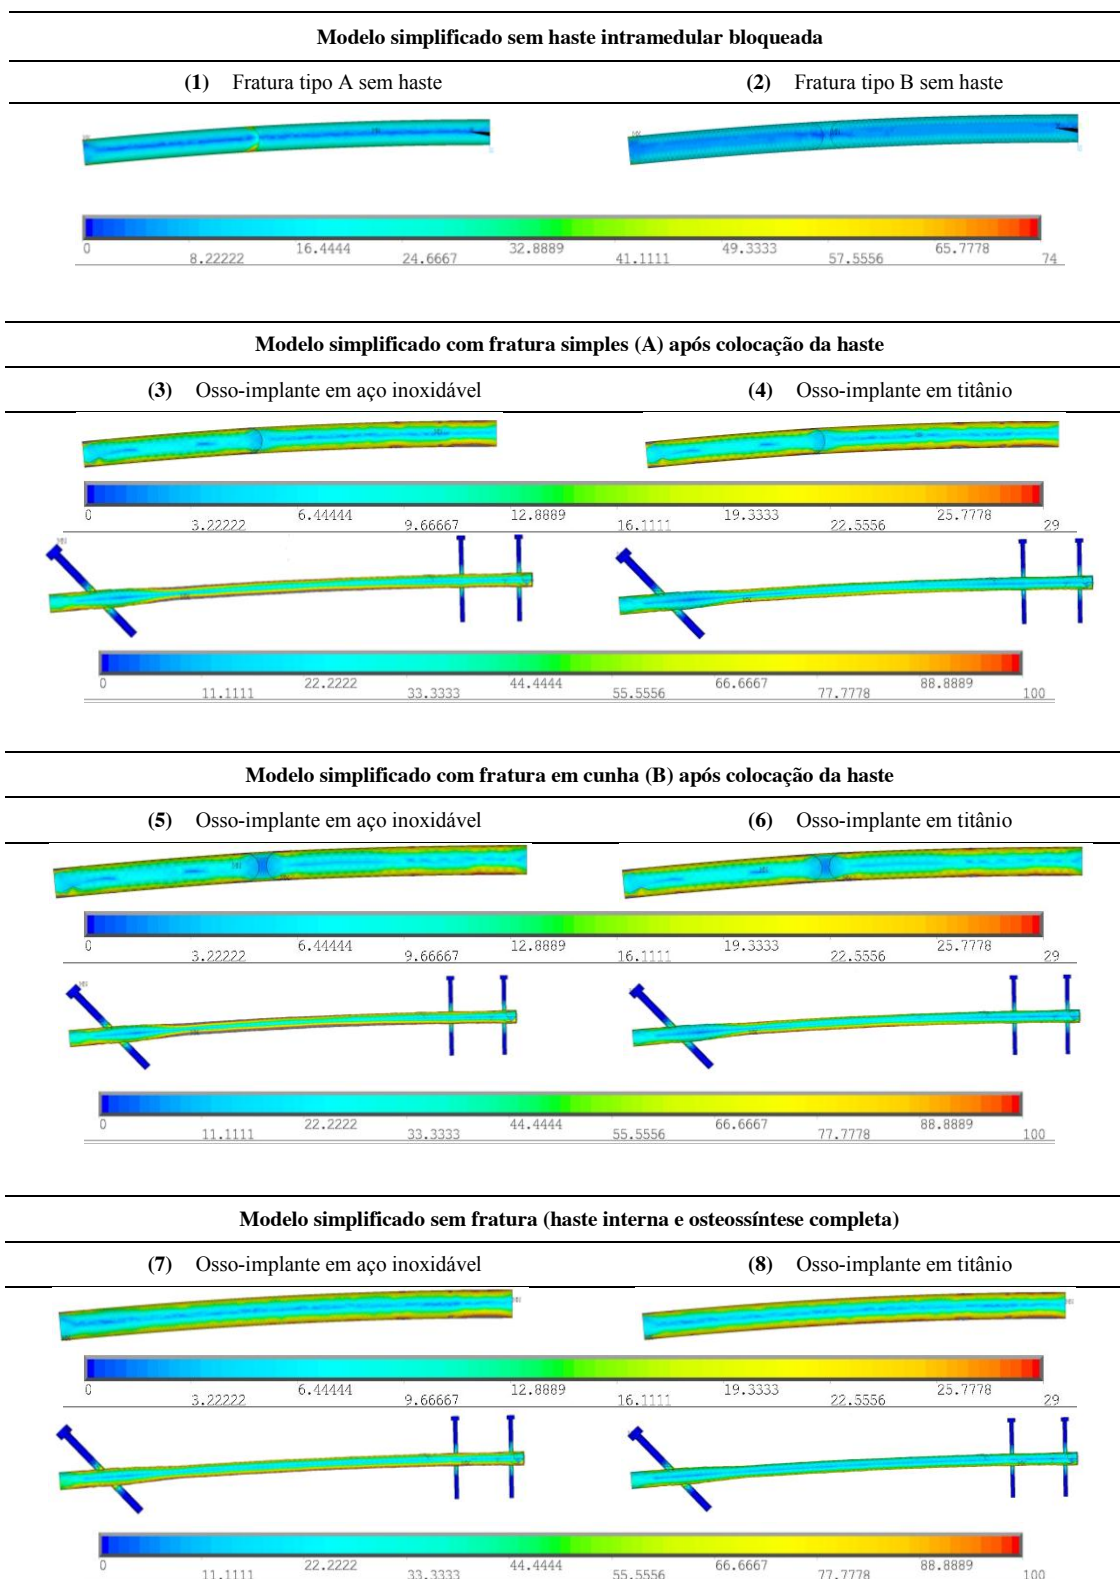 Modelo simplificado sem haste intramedular bloqueada
(1) Fratura tipo A sem haste (2) Fratura tipo B sem haste
0 16.4444 32.8889 49.3333 65.7778
8.22222 24.6667 41.1111 57.5556 74
Modelo simplificado com fratura simples (A) após colocação da haste
(3) Osso-implante em aço inoxidável (4) Osso-implante em titânio
0 6.44444 12.8889 19.3333 25.7778
3.22222 9.66667 16.1111 22.5556 29
0 22.2222 44.4444 66.6667 88.8889
11.1111 33.3333 55.5556 77.7778 100
Modelo simplificado com fratura em cunha (B) após colocação da haste
(5) Osso-implante em aço inoxidável (6) Osso-implante em titânio
0 6.44444 12.8889 19.3333 25.7778
3.22222 9.66667 16.1111 22.5556 29
0 22.2222 44.4444 66.6667 88.8889
11.1111 33.3333 55.5556 77.7778 100
Modelo simplificado sem fratura (haste interna e osteossíntese completa)
(7) Osso-implante em aço inoxidável (8) Osso-implante em titânio
0 6.44444 12.8889 19.3333 25.7778
3.22222 9.66667 16.1111 22.5556 29
0 22.2222 44.4444 66.6667 88.8889
11.1111 33.3333 55.5556 77.7778 100